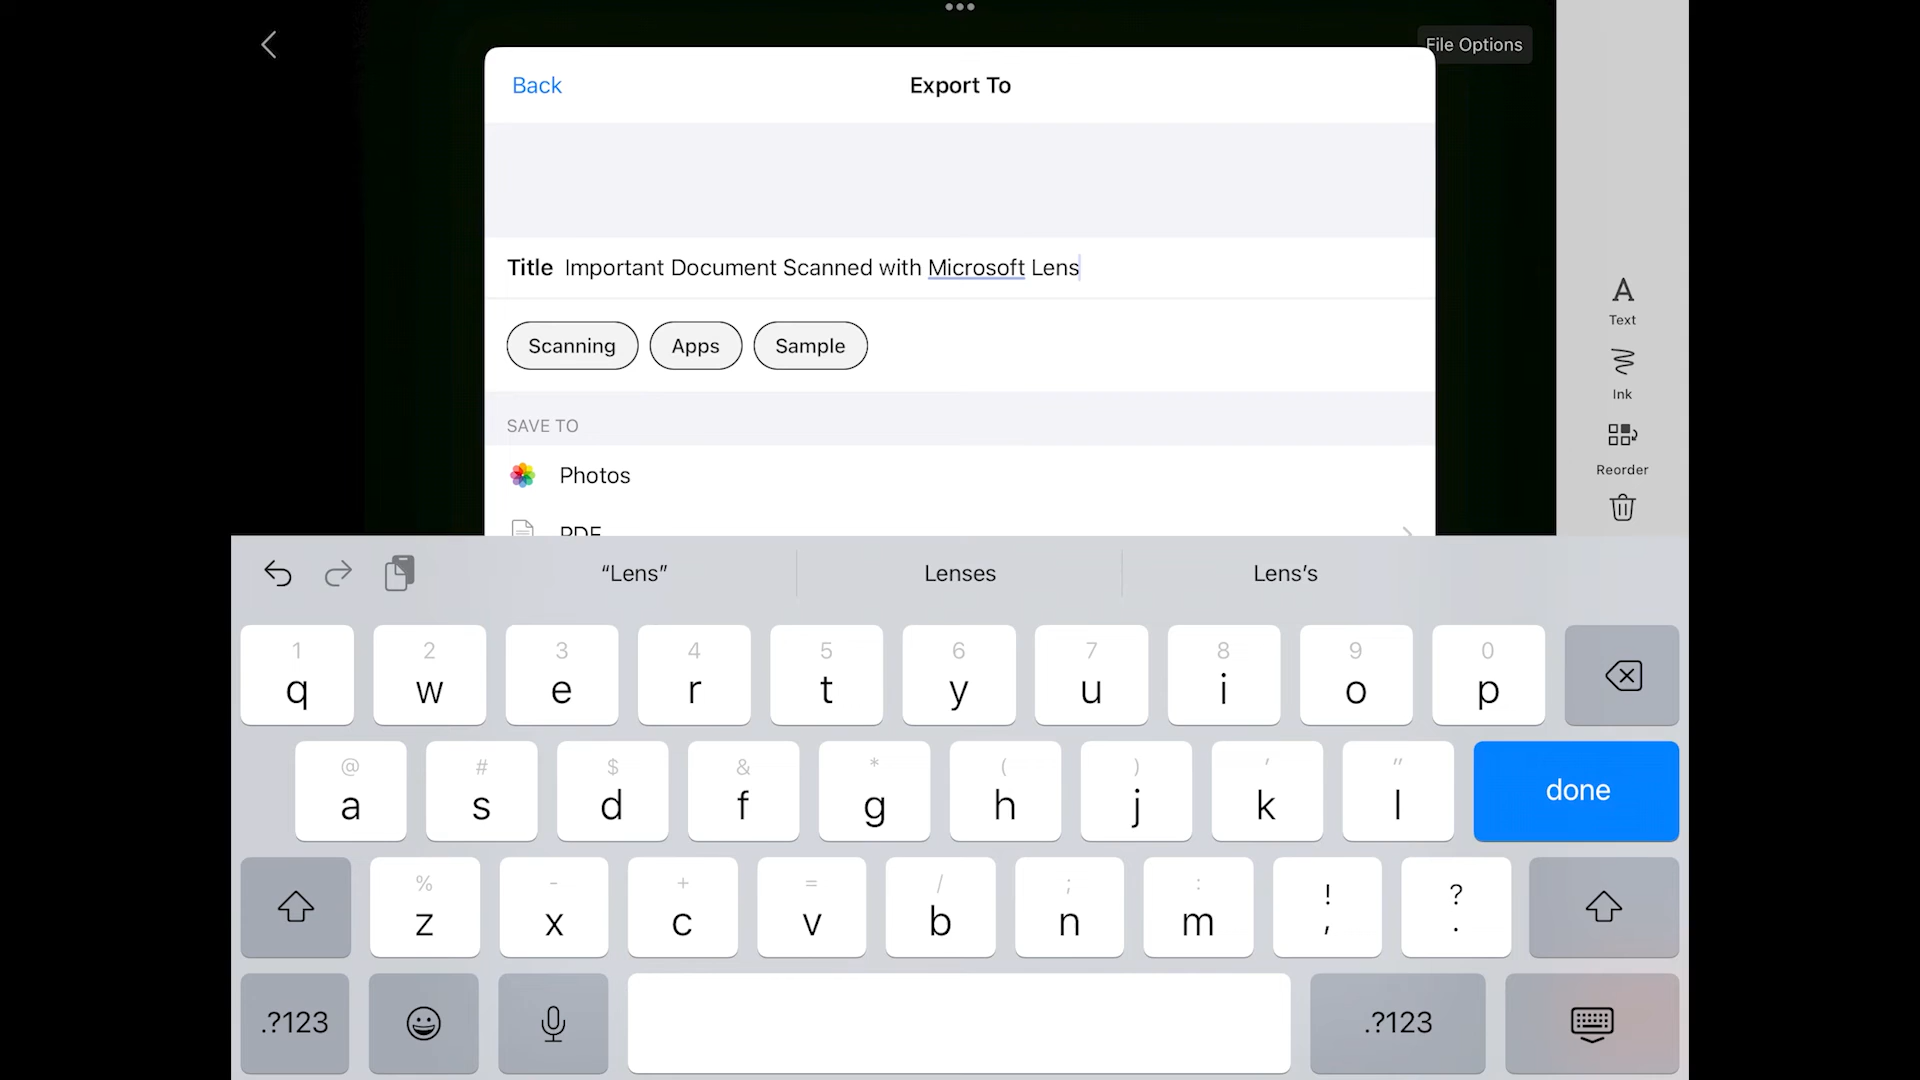 File Options
Back
Export To
Title Important Document Scanned with Microsoft Lens
Scanning Apps Sample
SAVE TO
Photos
PDF
Text
Ink
Reorder
“Lens” Lenses Lens’s
1 2 3 4 5 6 7 8 9 0
q w e r t y u i o p
@ # $ & * ( ) ' "
a s d f g h j k l done
% - + = / ; : ! ?
z x c v b n m , .
.?123 .?123